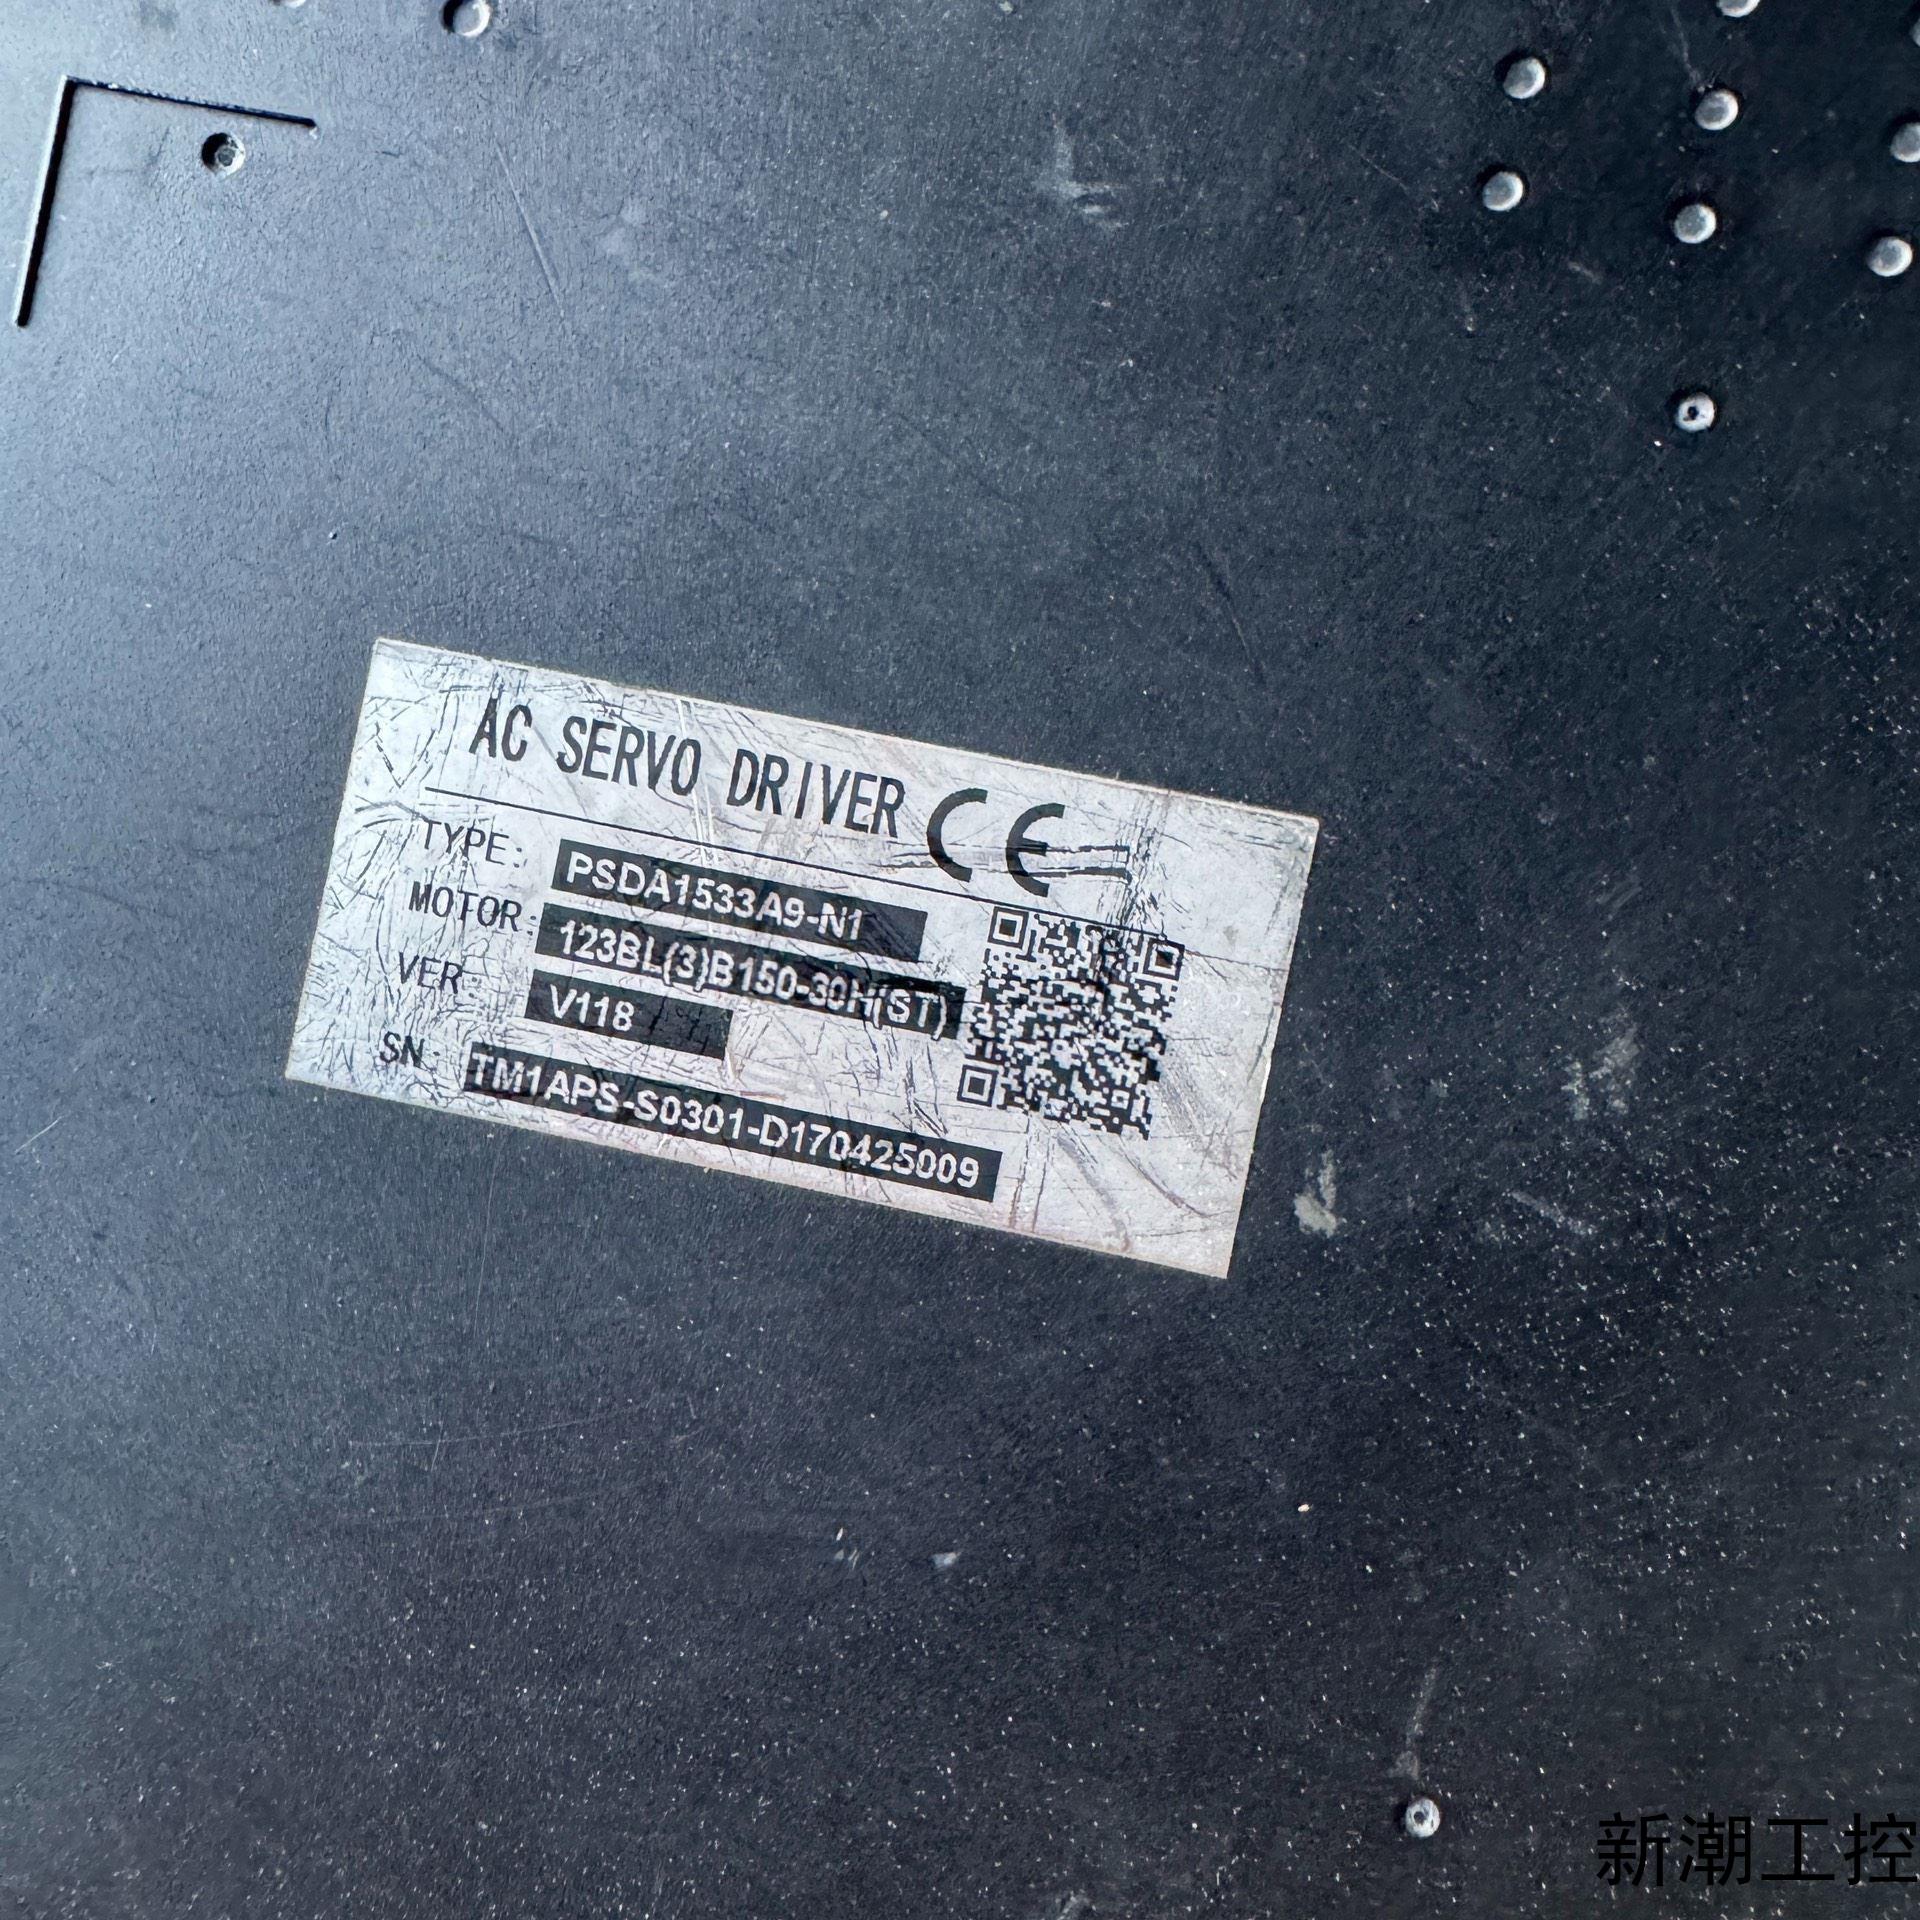 AC SERVO DRIVER CE
TYPE: PSDA1533A9-N1
MOTOR: 123BL(3)B150-30H(ST)
VER: V118
SN: TM1APS-S0301-D170425009
新潮工控